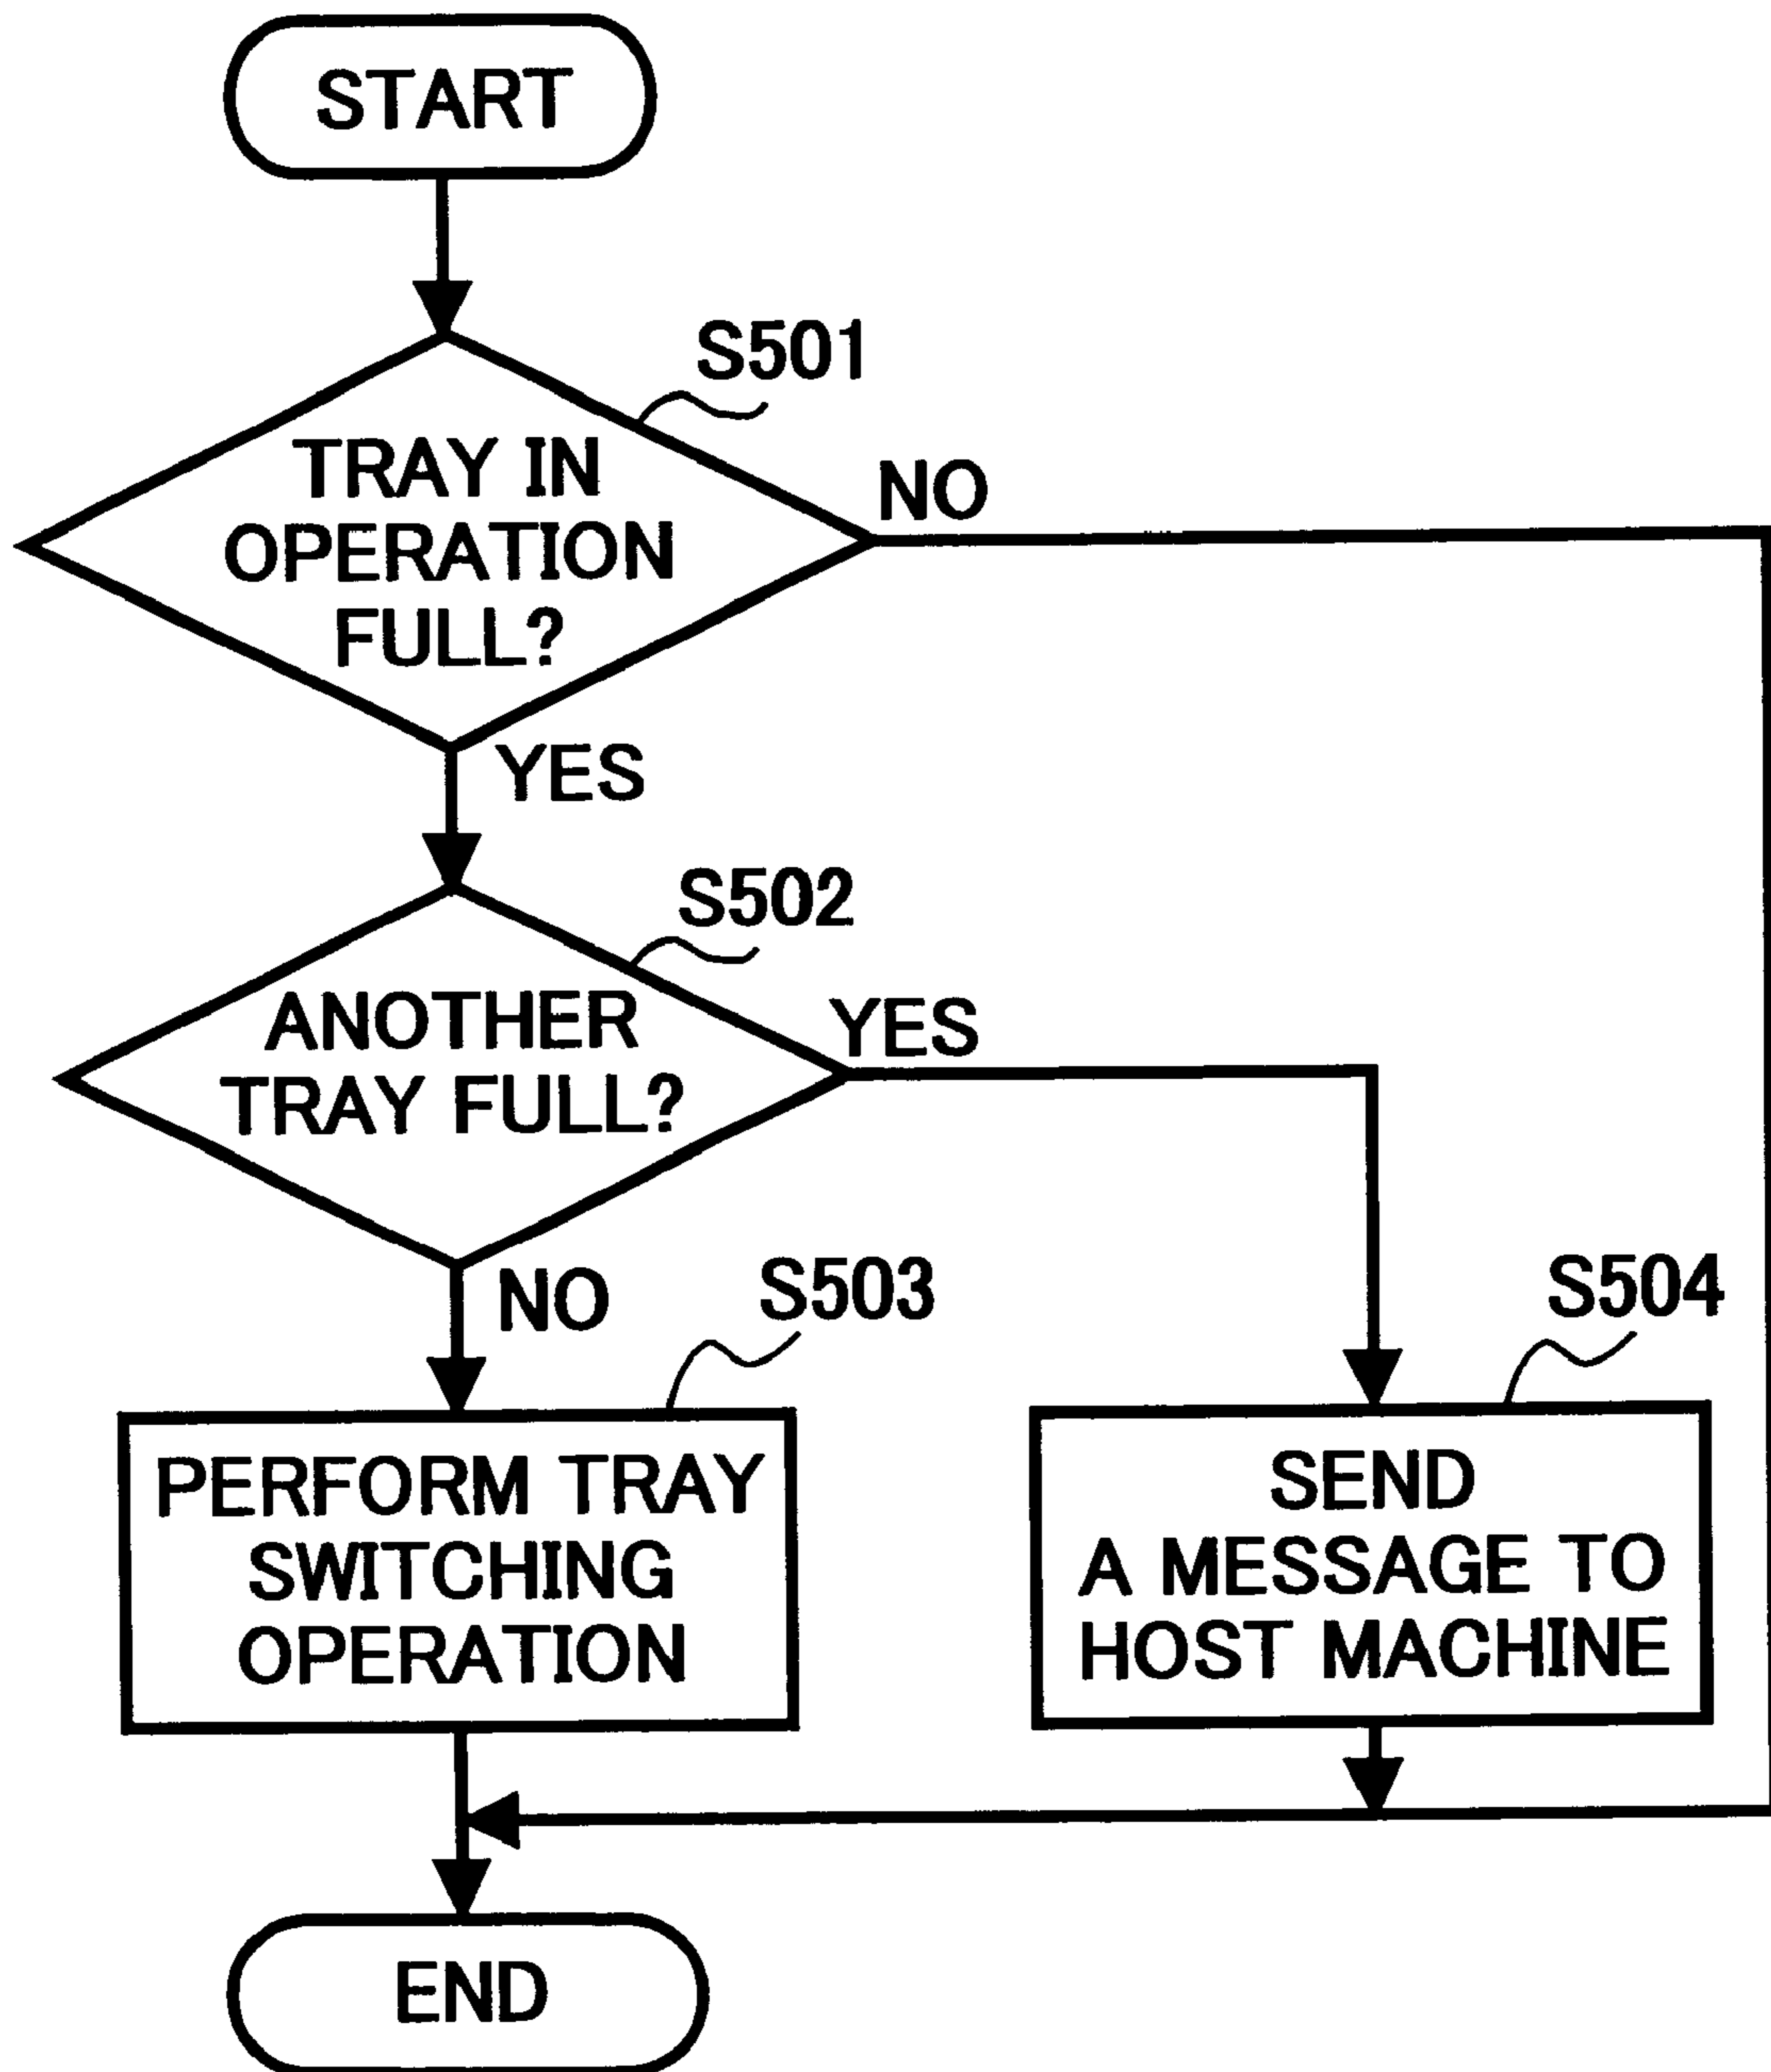 START
S501
TRAY IN
OPERATION
FULL?
NO
YES
S502
ANOTHER
TRAY FULL?
YES
NO
S503
PERFORM TRAY
SWITCHING
OPERATION
S504
SEND
A MESSAGE TO
HOST MACHINE
END